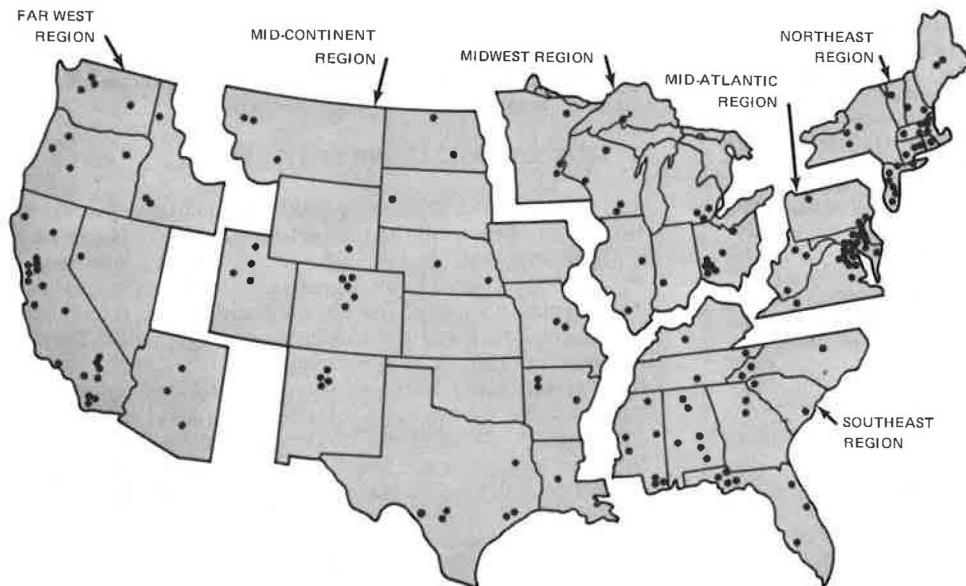 FAR WEST
REGION
MID-CONTINENT
REGION
MIDWEST REGION
MID-ATLANTIC
REGION
NORTHEAST
REGION
SOUTHEAST
REGION